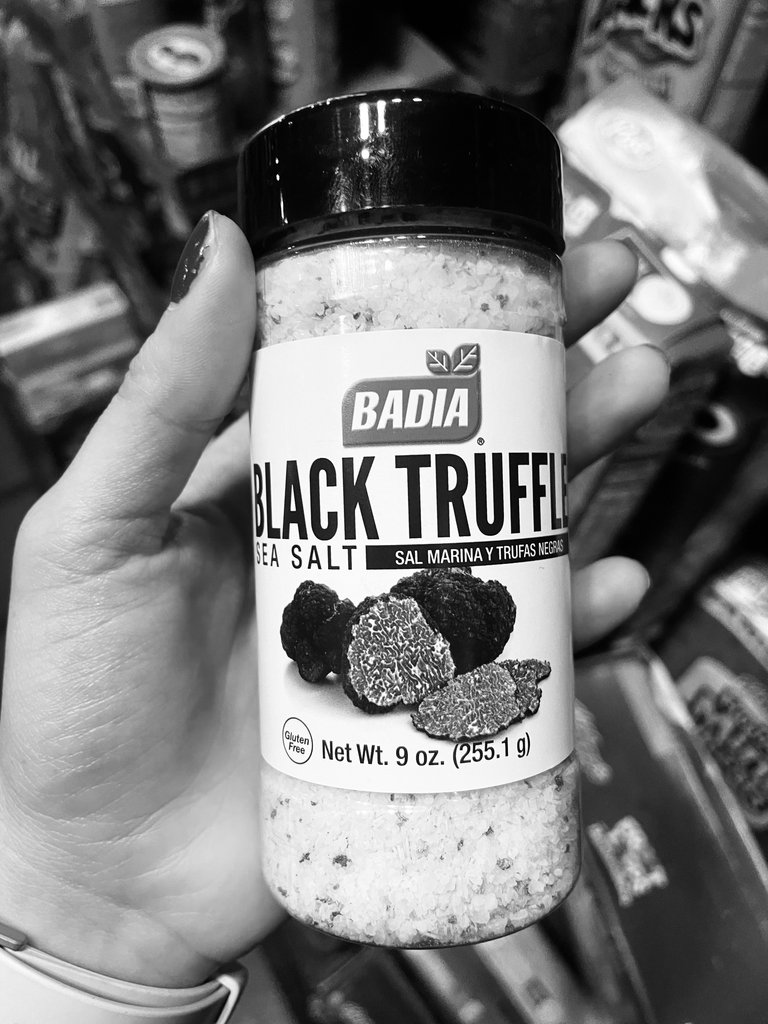 BADIA
®
BLACK TRUFFLE
SEA SALT
SAL MARINA Y TRUFAS NEGRAS
Gluten
Free
Net Wt. 9 oz. (255.1 g)